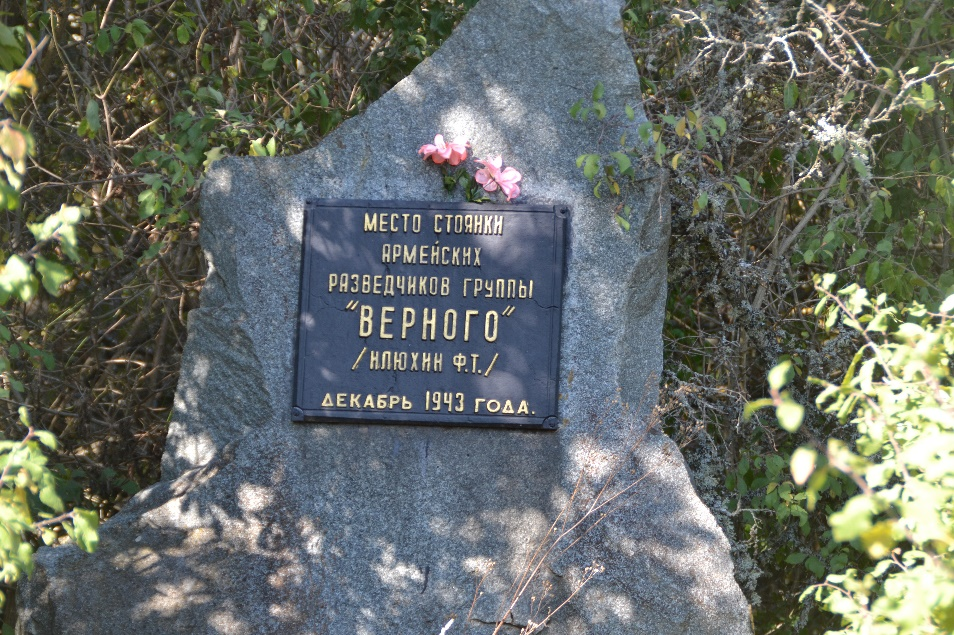 МЕСТО СТОЯНКИ
АРМЕЙСКИХ
РАЗВЕДЧИКОВ ГРУППЫ
"ВЕРНОГО"
/ИЛЮХИН Ф.Т./
ДЕКАБРЬ 1943 ГОДА.